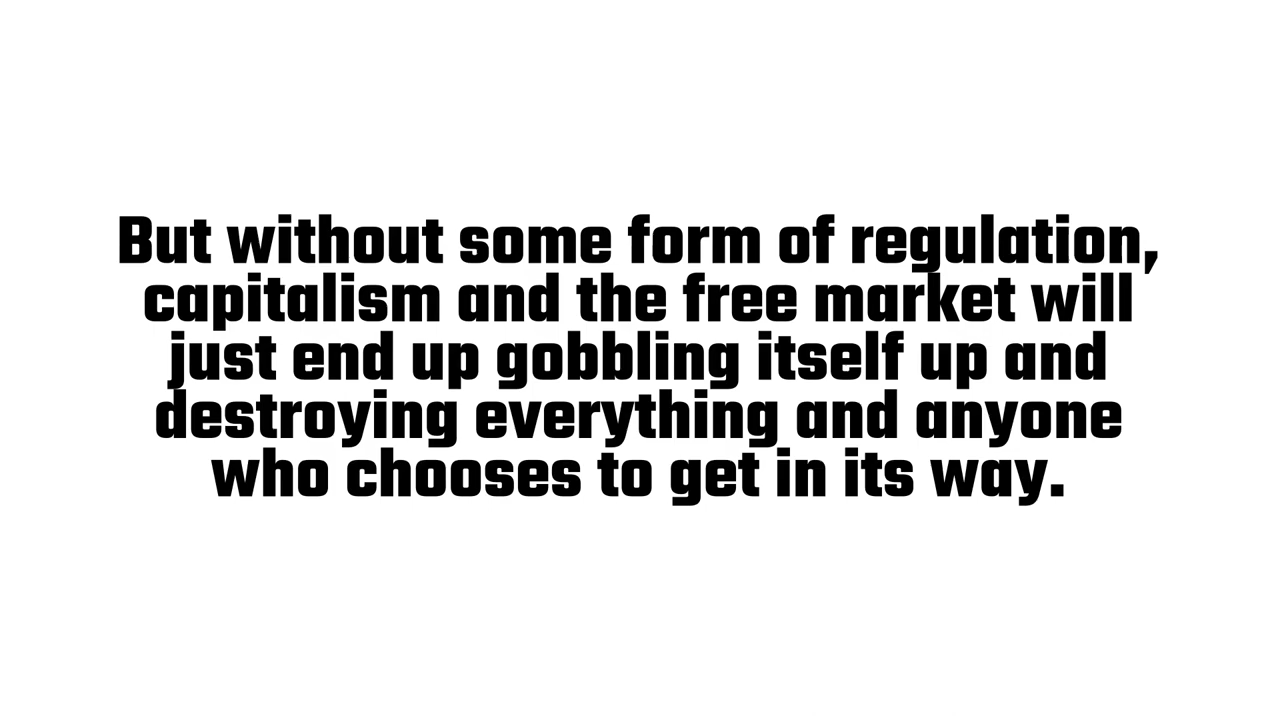 But without some form of regulation,
capitalism and the free market will
just end up gobbling itself up and
destroying everything and anyone
who chooses to get in its way.